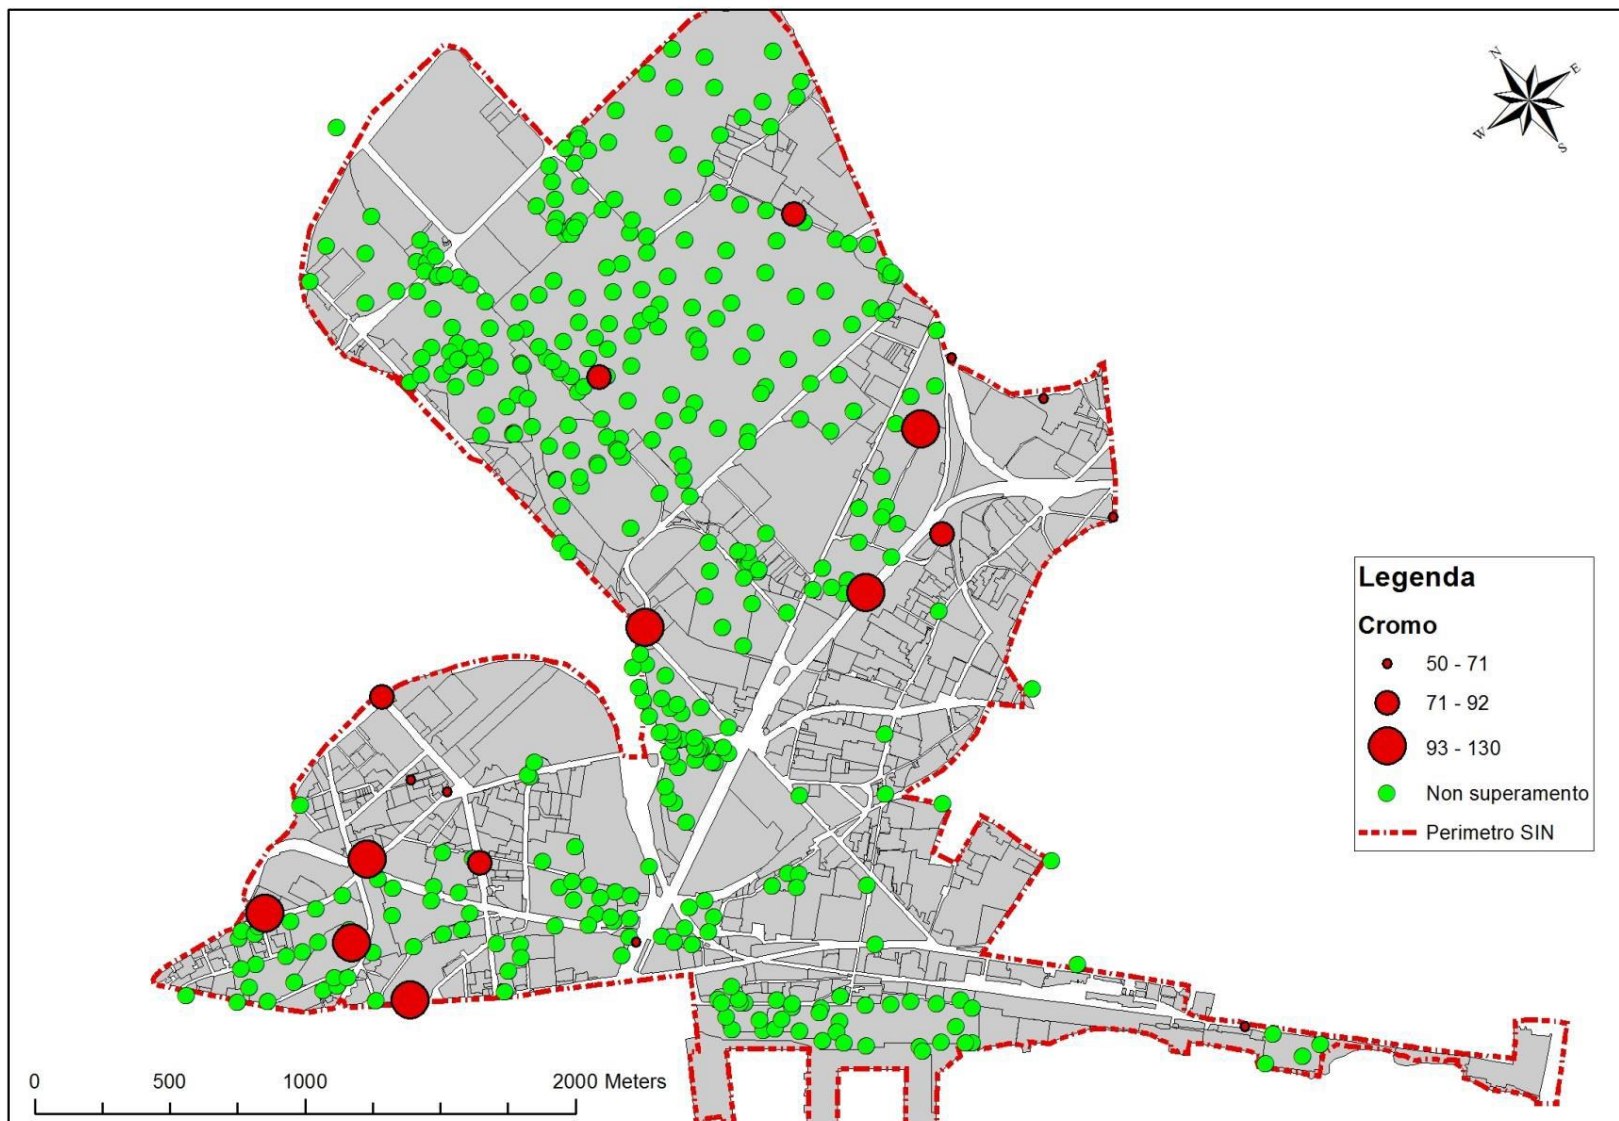 N
E
W
S
Legenda
Cromo
50 - 71
71 - 92
93 - 130
Non superamento
Perimetro SIN
0 500 1000 2000 Meters